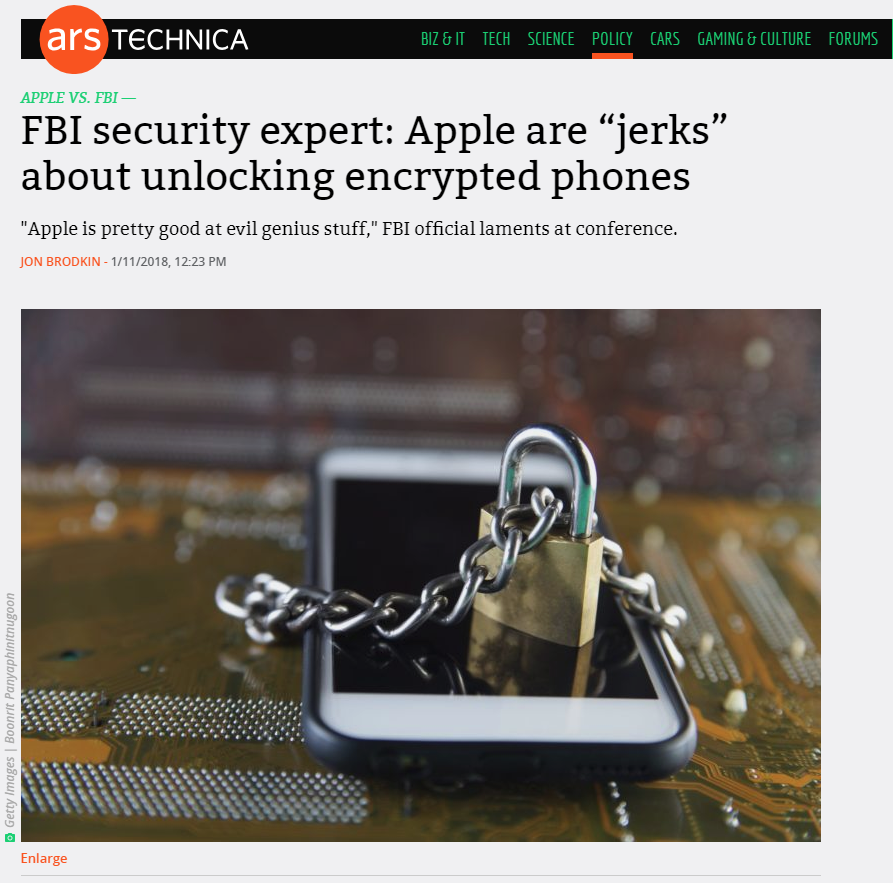 ars TECHNICA
BIZ & IT TECH SCIENCE POLICY CARS GAMING & CULTURE FORUMS
APPLE VS. FBI —
FBI security expert: Apple are “jerks”
about unlocking encrypted phones
"Apple is pretty good at evil genius stuff," FBI official laments at conference.
JON BRODKIN - 1/11/2018, 12:23 PM
Getty Images | Boonrit Panyaphinitnugoon
Enlarge